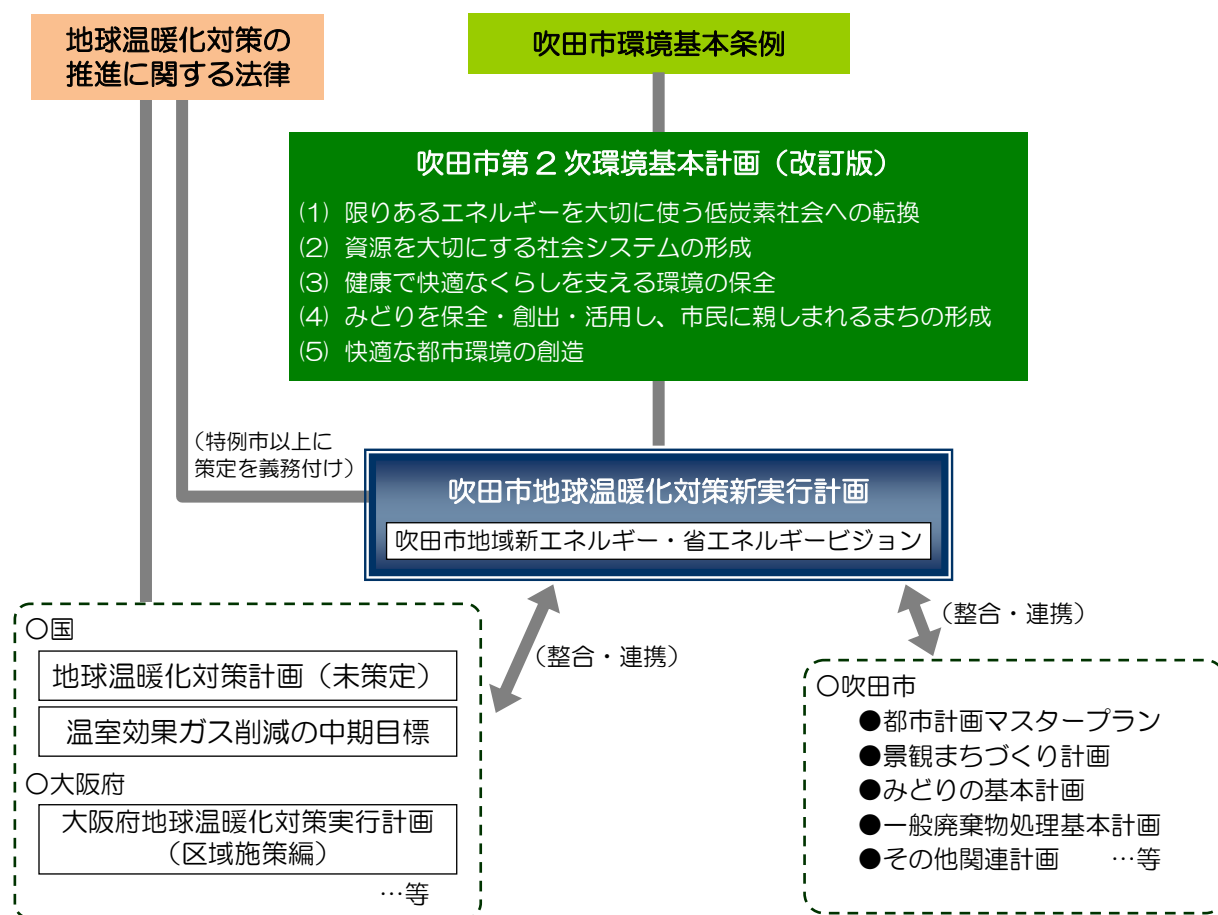 地球温暖化対策の
推進に関する法律
吹田市環境基本条例
吹田市第２次環境基本計画（改訂版）
⑴ 限りあるエネルギーを大切に使う低炭素社会への転換
⑵ 資源を大切にする社会システムの形成
⑶ 健康で快適なくらしを支える環境の保全
⑷ みどりを保全・創出・活用し、市民に親しまれるまちの形成
⑸ 快適な都市環境の創造
（特例市以上に
策定を義務付け）
吹田市地球温暖化対策新実行計画
吹田市地域新エネルギー・省エネルギービジョン
（整合・連携）
（整合・連携）
○国
地球温暖化対策計画（未策定）
温室効果ガス削減の中期目標
○大阪府
大阪府地球温暖化対策実行計画
（区域施策編）
…等
○吹田市
●都市計画マスタープラン
●景観まちづくり計画
●みどりの基本計画
●一般廃棄物処理基本計画
●その他関連計画　…等